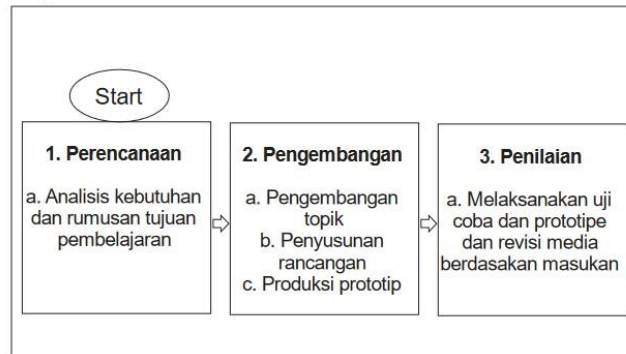 Start
1. Perencanaan
a. Analisis kebutuhan
dan rumusan tujuan
pembelajaran
2. Pengembangan
a. Pengembangan
topik
b. Penyusunan
rancangan
c. Produksi prototip
3. Penilaian
a. Melaksanakan uji
coba dan prototipe
dan revisi media
berdasakan masukan